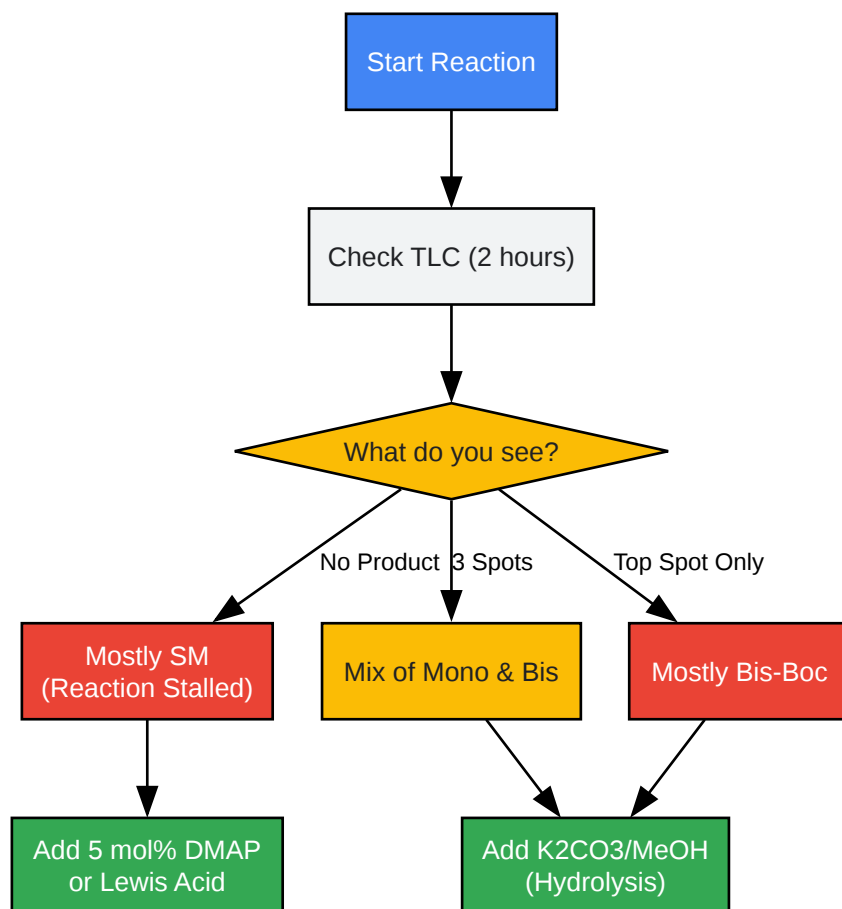 Start Reaction
Check TLC (2 hours)
What do you see?
No Product
3 Spots
Top Spot Only
Mostly SM
(Reaction Stalled)
Mix of Mono & Bis
Mostly Bis-Boc
Add 5 mol% DMAP
or Lewis Acid
Add K2CO3/MeOH
(Hydrolysis)